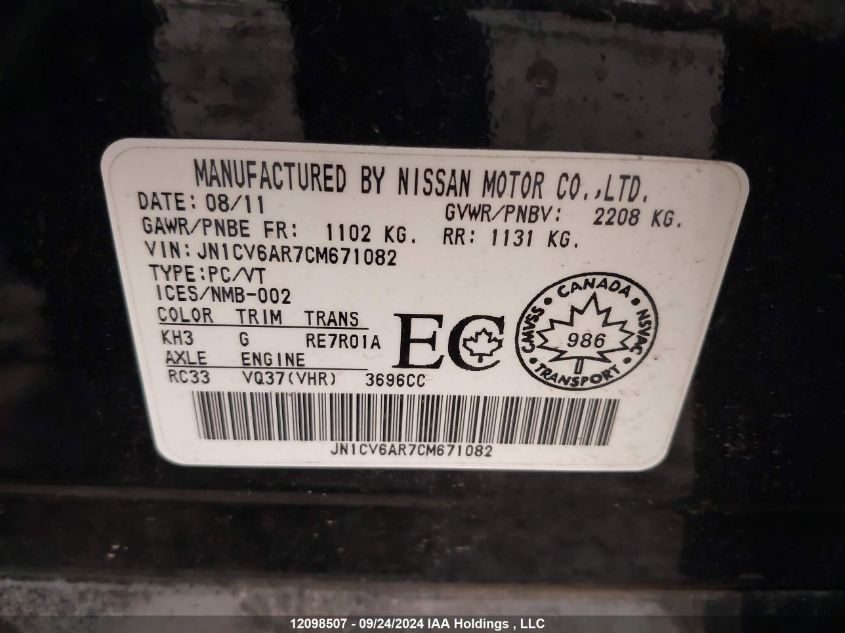 MANUFACTURED BY NISSAN MOTOR CO.,LTD.
DATE: 08/11 GVWR/PNBV: 2208 KG.
GAWR/PNBE FR: 1102 KG. RR: 1131 KG.
VIN: JN1CV6AR7CM671082
TYPE:PC/VT
ICES/NMB-002
COLOR TRIM TRANS
KH3 G RE7R01A
AXLE ENGINE
RC33 VQ37(VHR) 3696CC
EC
CANADA
CMVSS 986 NSVAC
TRANSPORT
JN1CV6AR7CM671082
12098507 - 09/24/2024 IAA Holdings , LLC